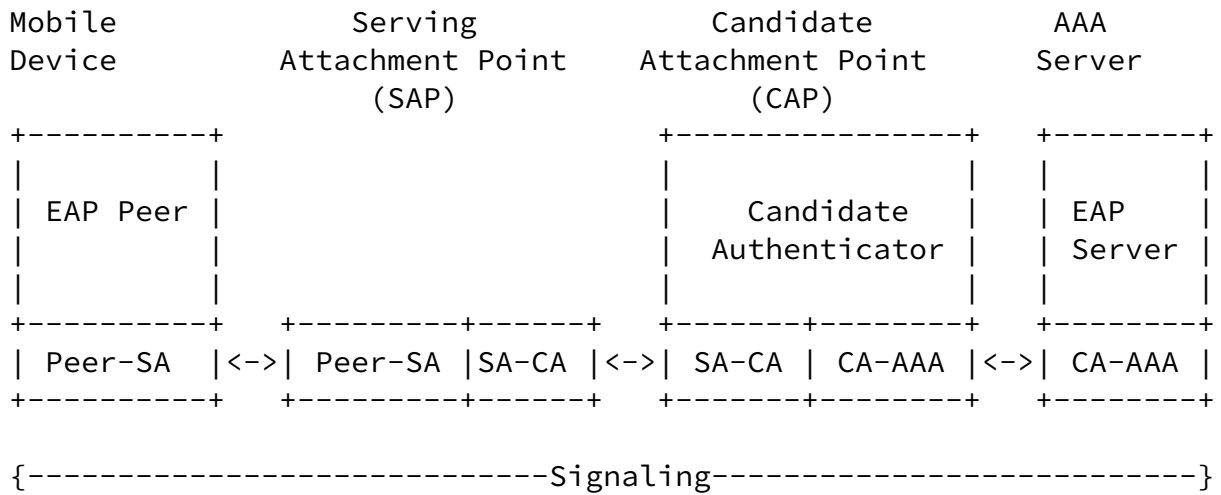 Mobile Serving Candidate AAA
Device Attachment Point Attachment Point Server
(SAP) (CAP)
EAP Peer Candidate EAP
Authenticator Server
Peer-SA <-> Peer-SA SA-CA <-> SA-CA CA-AAA <-> CA-AAA
{---------------------------Signaling---------------------------}